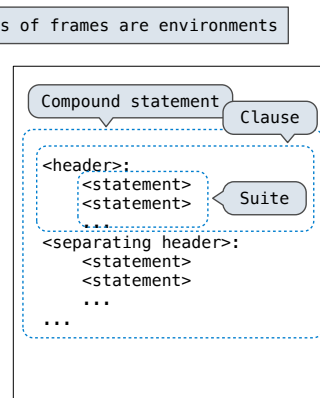 s of frames are environments
Compound statement
Clause
<header>:
<statement>
<statement>
...
Suite
<separating header>:
<statement>
<statement>
...
...